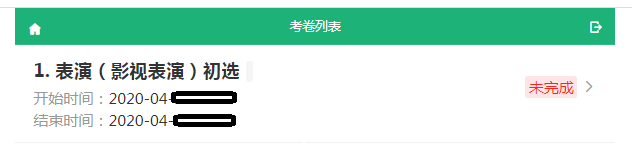 考卷列表
1. 表演（影视表演）初选
未完成
开始时间：2020-04-
结束时间：2020-04-